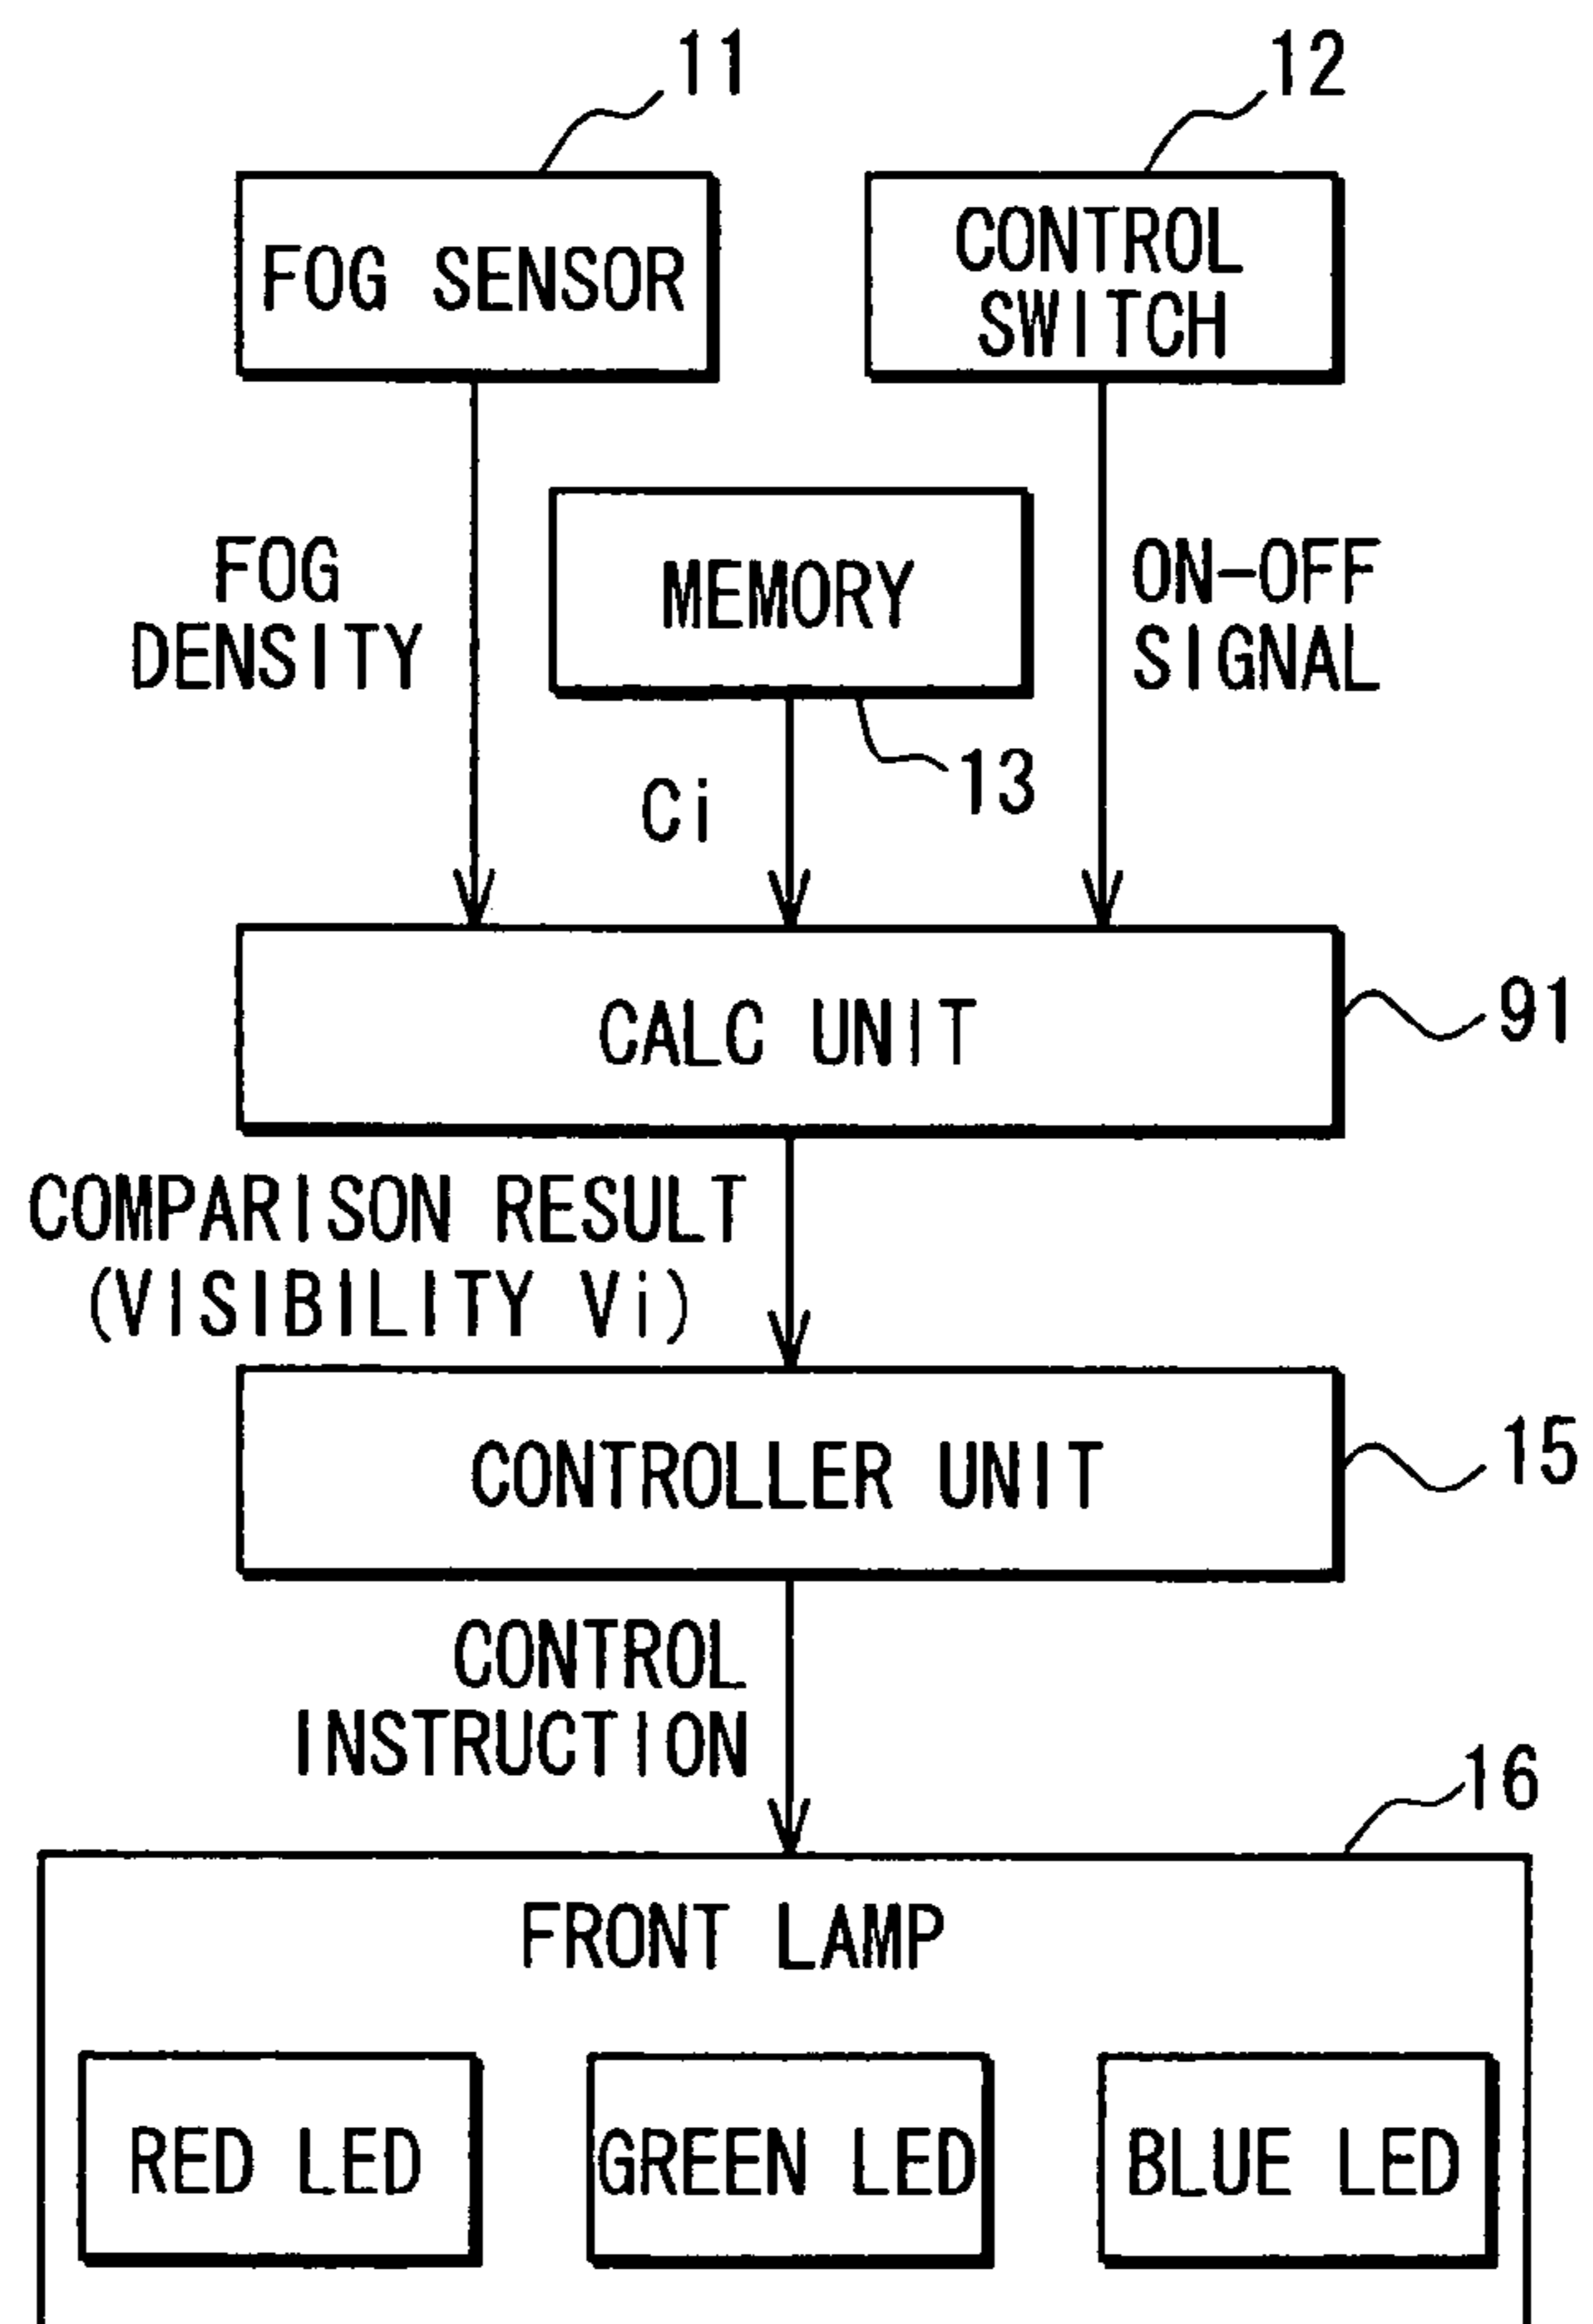 11
12
FOG SENSOR
CONTROL
SWITCH
MEMORY
FOG
DENSITY
ON-OFF
SIGNAL
Ci
13
CALC UNIT
91
COMPARISON RESULT
(VISIBILITY Vi)
CONTROLLER UNIT
15
CONTROL
INSTRUCTION
16
FRONT LAMP
RED LED
GREEN LED
BLUE LED